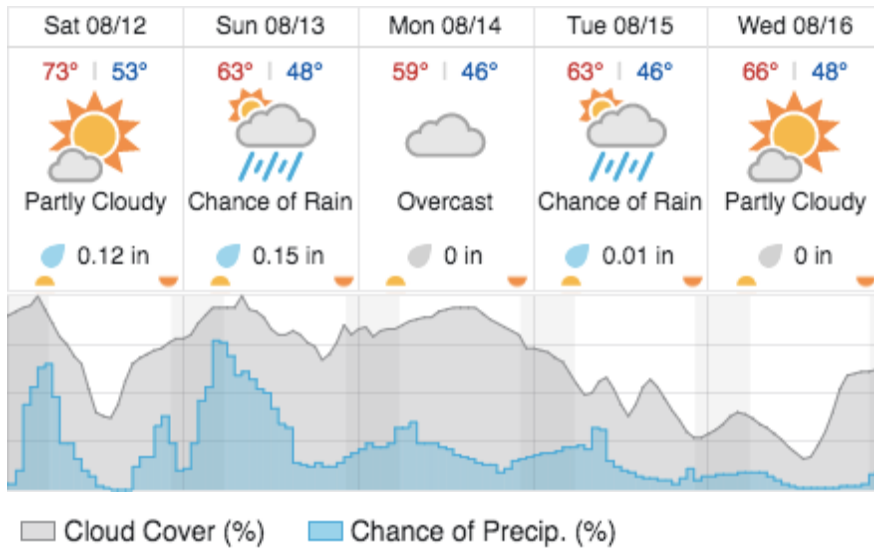 Sat 08/12 Sun 08/13 Mon 08/14 Tue 08/15 Wed 08/16
73° | 53° 63° | 48° 59° | 46° 63° | 46° 66° | 48°
Partly Cloudy Chance of Rain Overcast Chance of Rain Partly Cloudy
0.12 in 0.15 in 0 in 0.01 in 0 in
Cloud Cover (%) Chance of Precip. (%)